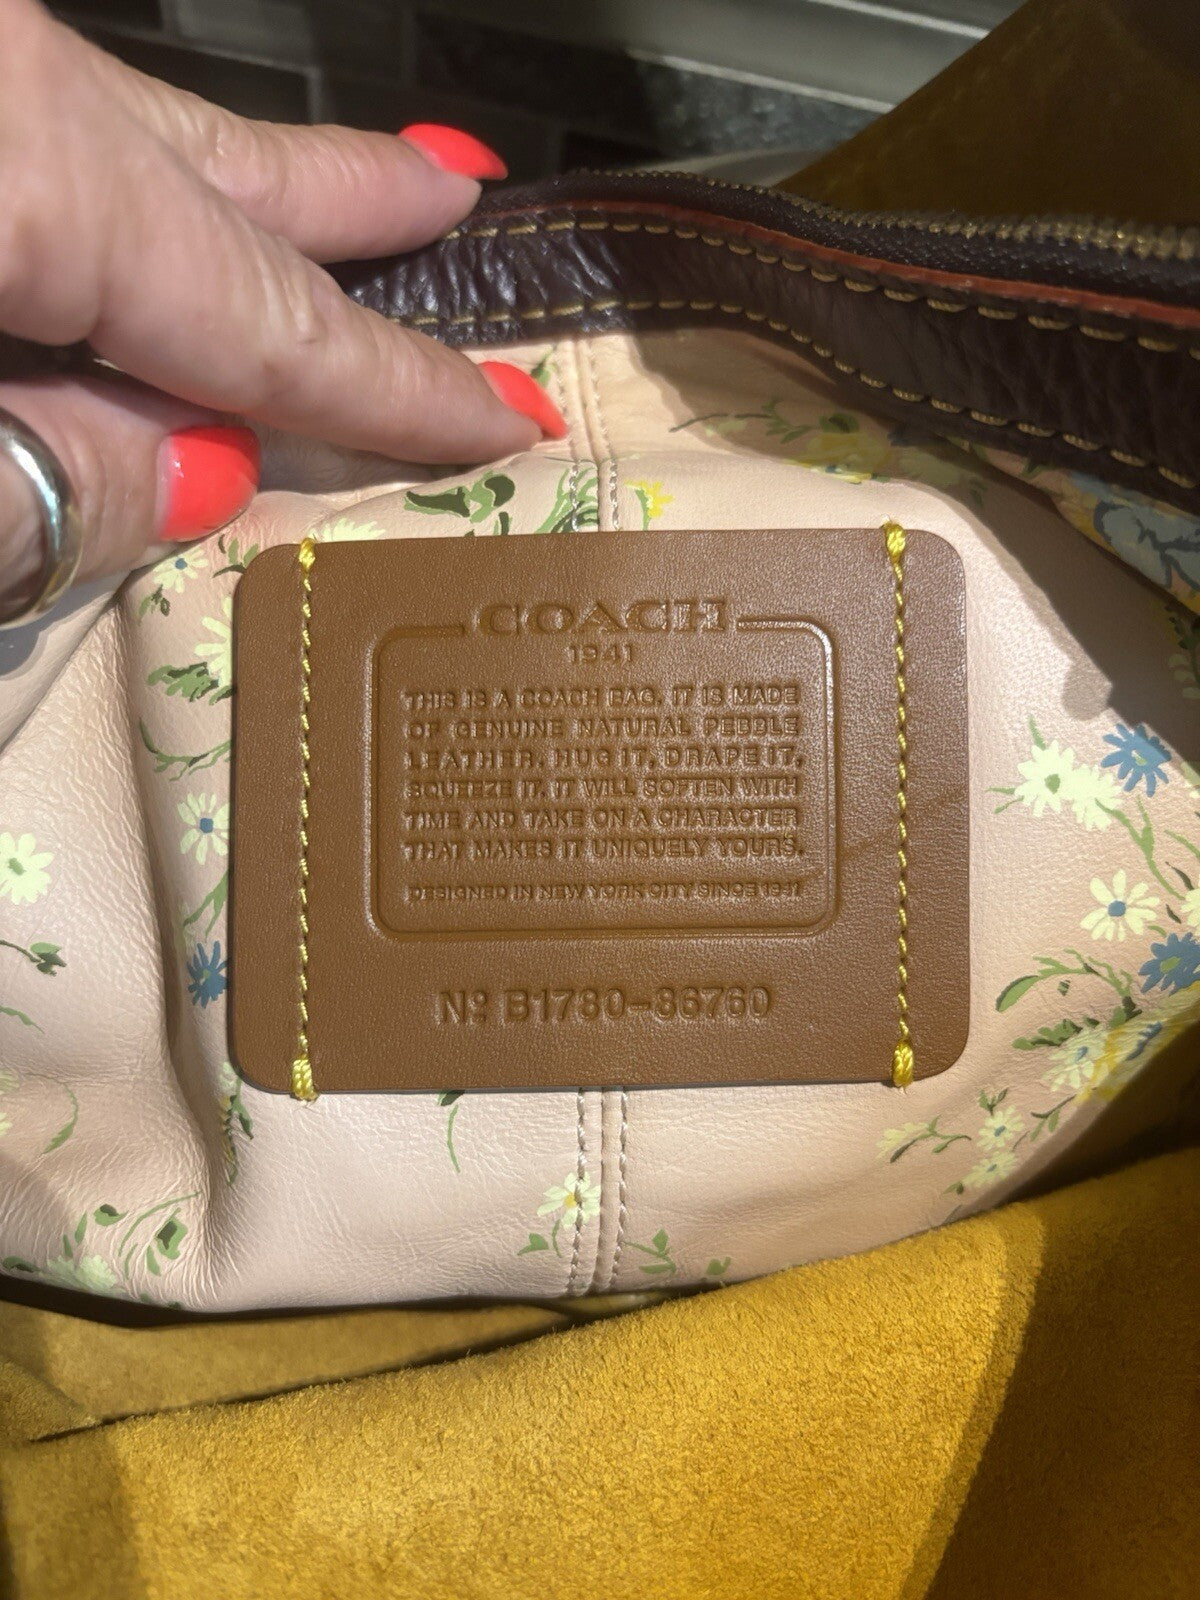 COACH
1941
THIS IS A COACH BAG. IT IS MADE
OF GENUINE NATURAL PEBBLE
LEATHER. HUG IT, DRAPE IT,
SQUEEZE IT. IT WILL SOFTEN WITH
TIME AND TAKE ON A CHARACTER
THAT MAKES IT UNIQUELY YOURS.
DESIGNED IN NEW YORK CITY SINCE 1941
Nº B1780-86760